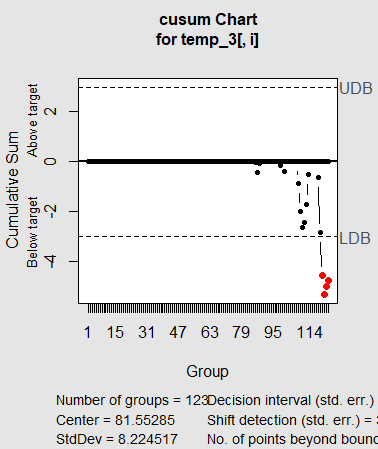 cusum Chart
for temp_3[, i]
UDB
Above target
2
0
Cumulative Sum
-2
Below target
LDB
-4
1 15 31 47 63 79 95 114
Group
Number of groups = 123 Decision interval (std. err.)
Center = 81.55285 Shift detection (std. err.) =
StdDev = 8.224517 No. of points beyond